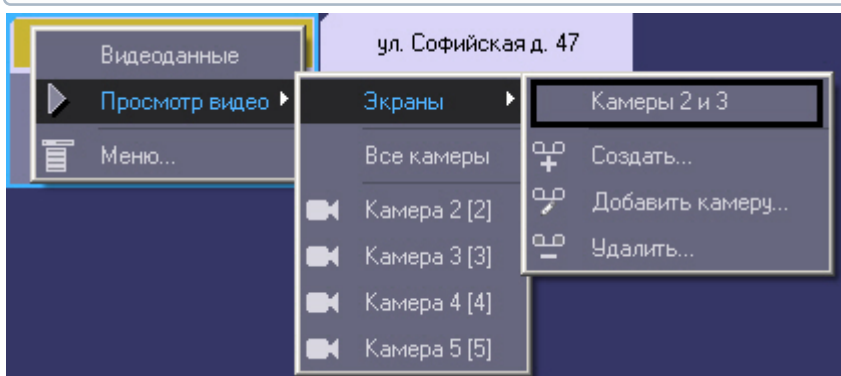 Видеоданные
Просмотр видео
Меню...
ул. Софийская д. 47
Экраны
Все камеры
Камера 2 [2]
Камера 3 [3]
Камера 4 [4]
Камера 5 [5]
Камеры 2 и 3
Создать...
Добавить камеру...
Удалить...